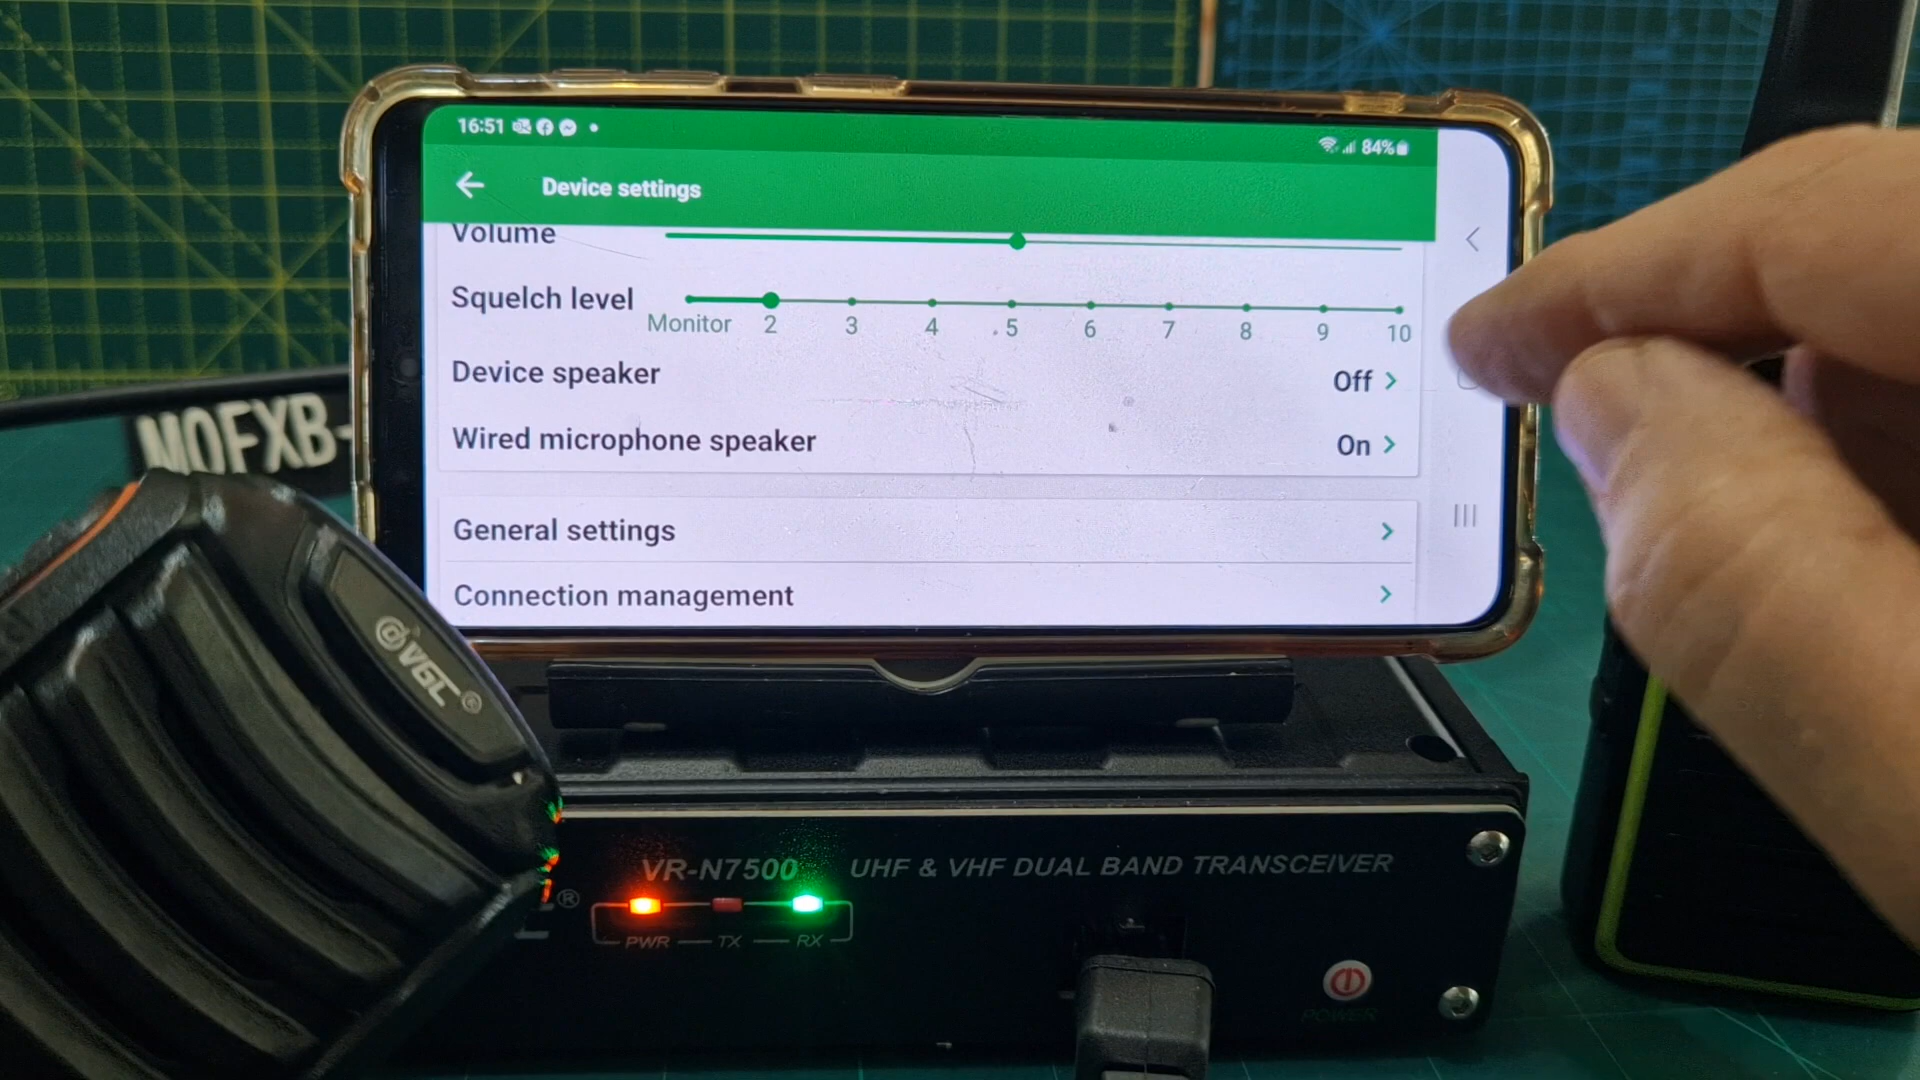 16:51
84%
Device settings
Volume
Squelch level
Monitor 2 3 4 5 6 7 8 9 10
Device speaker Off
Wired microphone speaker On
General settings
Connection management
M0FXB-
VGC®
VR-N7500 UHF & VHF DUAL BAND TRANSCEIVER
®
PWR TX RX
POWER